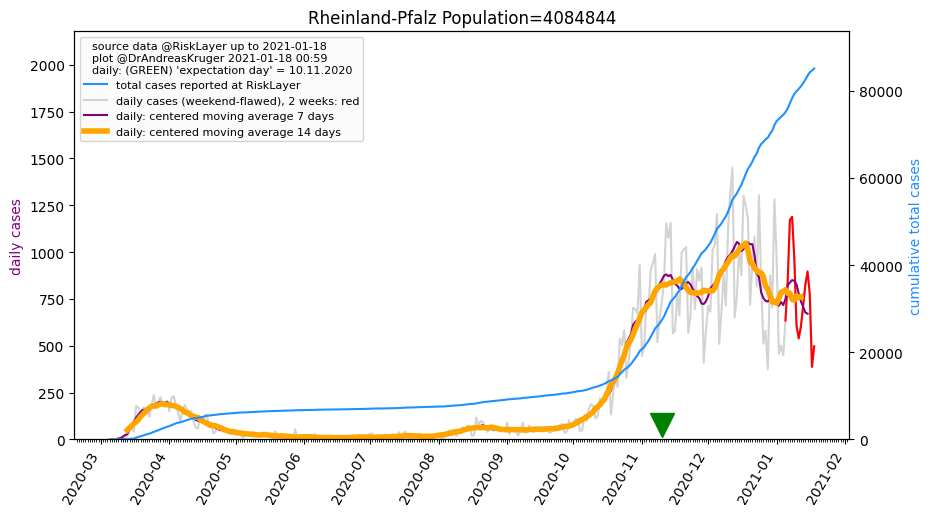 Rheinland-Pfalz Population=4084844
source data @RiskLayer up to 2021-01-18
plot @DrAndreasKruger 2021-01-18 00:59
daily: (GREEN) 'expectation day' = 10.11.2020
total cases reported at RiskLayer
daily cases (weekend-flawed), 2 weeks: red
daily: centered moving average 7 days
daily: centered moving average 14 days
daily cases
2000
1750
1500
1250
1000
750
500
250
0
80000
60000
40000
20000
0
cumulative total cases
2020-03
2020-04
2020-05
2020-06
2020-07
2020-08
2020-09
2020-10
2020-11
2020-12
2021-01
2021-02